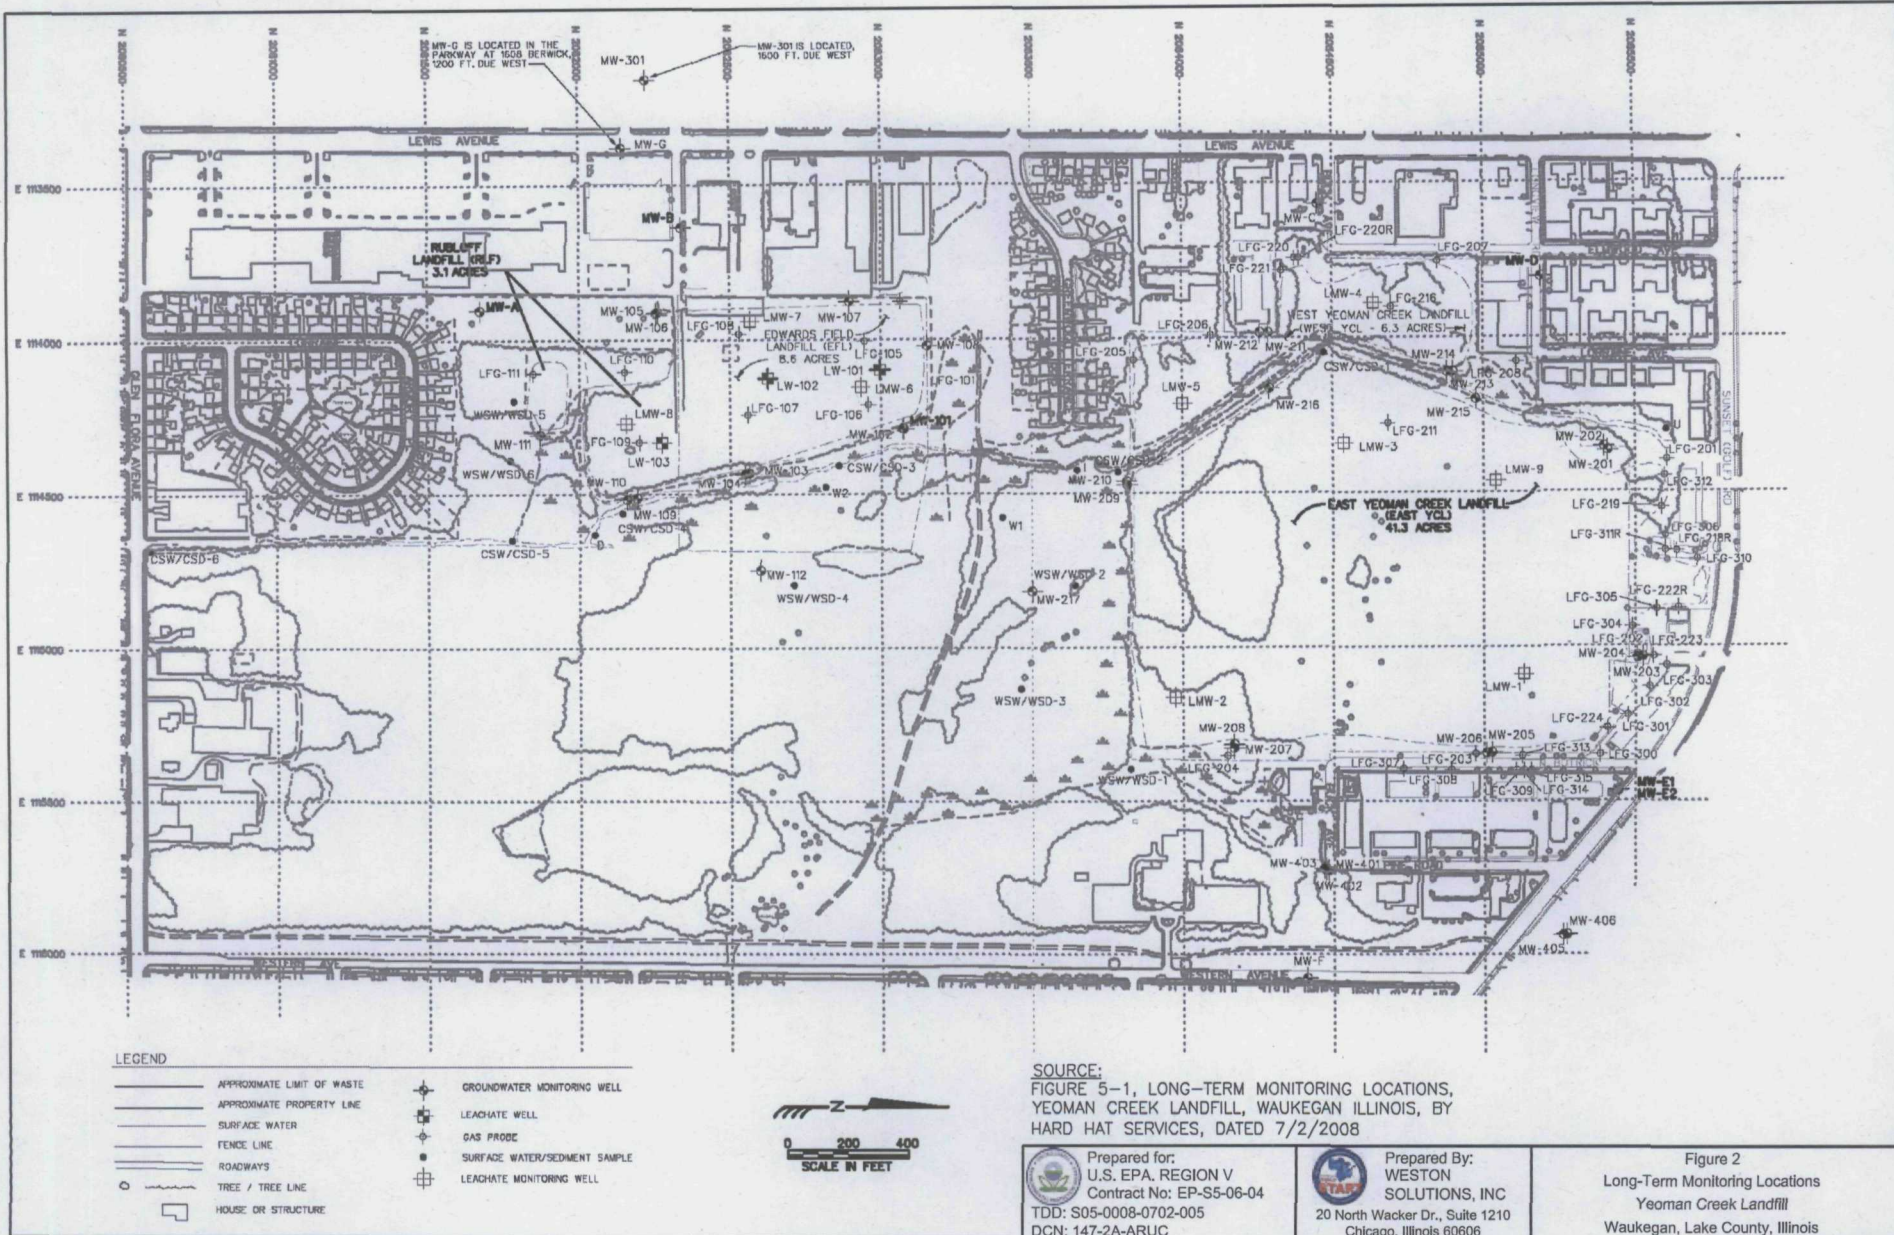 MW-G IS LOCATED IN THE
PARKWAY AT 1608 BERWICK,
1200 FT. DUE WEST
MW-301
MW-301 IS LOCATED,
1600 FT. DUE WEST
LEWIS AVENUE
MW-G
LEWIS AVENUE
E 1113500
MW-B
MW-C
LFG-220R
LFG-220
LFG-207
LFG-221
MW-D
RUBLOFF
LANDFILL (RLF)
3.1 ACRES
MW-A
MW-105
MW-106
LFG-108
LMW-7
MW-107
LMW-4
WEST YEOMAN CREEK LANDFILL
(WEST YCL - 6.3 ACRES)
EDWARDS FIELD
LANDFILL (EFL)
8.6 ACRES
E 1114000
LFG-206
MW-212
MW-211
MW-214
LFG-110
LFG-105
LFG-205
LFG-111
LW-101
LW-102
LMW-6
LFG-101
CSW/CSD-1
LFG-208
MW-213
WSW/WSD-5
LMW-8
LFG-107
LFG-106
LMW-5
MW-216
MW-215
MW-101
MW-102
LFG-211
MW-111
LW-103
LMW-3
MW-202
MW-201
LFG-201
SUNSET (GOLF) RD
GLEN FLORA AVENUE
WSW/WSD-6
MW-103
MW-104
CSW/CSD-3
W2
MW-210
MW-209
LMW-9
LFG-312
E 1114500
MW-109
CSW/CSD-4
W1
EAST YEOMAN CREEK LANDFILL
(EAST YCL)
41.3 ACRES
LFG-219
LFG-306
LFG-311R
LFG-218R
LFG-310
CSW/CSD-6
CSW/CSD-5
MW-112
WSW/WSD-4
WSW/WSD-2
MW-217
LFG-222R
LFG-305
LFG-304
LFG-202
LFG-223
MW-204
MW-203
E 1115000
LFG-303
WSW/WSD-3
LMW-2
LMW-1
LFG-302
LFG-224
LFG-301
MW-208
MW-207
MW-206
MW-205
LFG-313
LFG-300
LFG-204
WSW/WSD-1
LFG-307
LFG-203
LFG-308
LFG-315
LFG-314
MW-E1
MW-E2
E 1115500
MW-403
MW-401
MW-402
MW-406
MW-405
WESTERN AVE
MW-F
WESTERN AVENUE
LEGEND
APPROXIMATE LIMIT OF WASTE
APPROXIMATE PROPERTY LINE
SURFACE WATER
FENCE LINE
ROADWAYS
TREE / TREE LINE
HOUSE OR STRUCTURE
GROUNDWATER MONITORING WELL
LEACHATE WELL
GAS PROBE
SURFACE WATER/SEDIMENT SAMPLE
LEACHATE MONITORING WELL
N
0 200 400
SCALE IN FEET
SOURCE:
FIGURE 5-1, LONG-TERM MONITORING LOCATIONS,
YEOMAN CREEK LANDFILL, WAUKEGAN ILLINOIS, BY
HARD HAT SERVICES, DATED 7/2/2008
Prepared for:
U.S. EPA. REGION V
Contract No: EP-S5-06-04
TDD: S05-0008-0702-005
DCN: 147-2A-ARUC
START
Prepared By:
WESTON
SOLUTIONS, INC
20 North Wacker Dr., Suite 1210
Chicago, Illinois 60606
Figure 2
Long-Term Monitoring Locations
Yeoman Creek Landfill
Waukegan, Lake County, Illinois